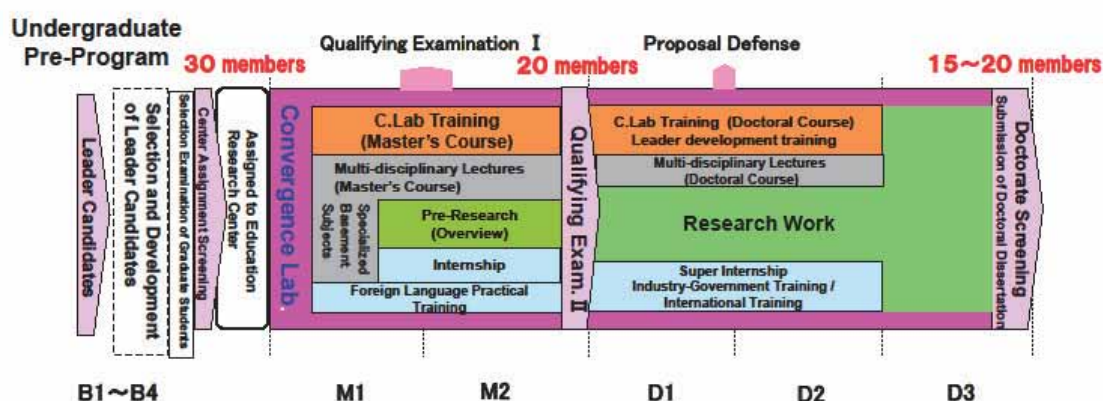 Undergraduate
Pre-Program
Qualifying Examination Ⅰ
Proposal Defense
30 members
20 members
15～20 members
Leader Candidates
Selection and Development
of Leader Candidates
Selection Examination of Graduate Students
Center Assignment Screening
Assigned to Education
Research Center
Convergence Lab.
C.Lab Training
(Master's Course)
Multi-disciplinary Lectures
(Master's Course)
Specialized
Basement
Subjects
Pre-Research
(Overview)
Internship
Foreign Language Practical
Training
Qualifying Exam. Ⅱ
C.Lab Training (Doctoral Course)
Leader development training
Multi-disciplinary Lectures
(Doctoral Course)
Research Work
Super Internship
Industry-Government Training /
International Training
Doctorate Screening
Submission of Doctoral Dissertation
B1～B4
M1
M2
D1
D2
D3